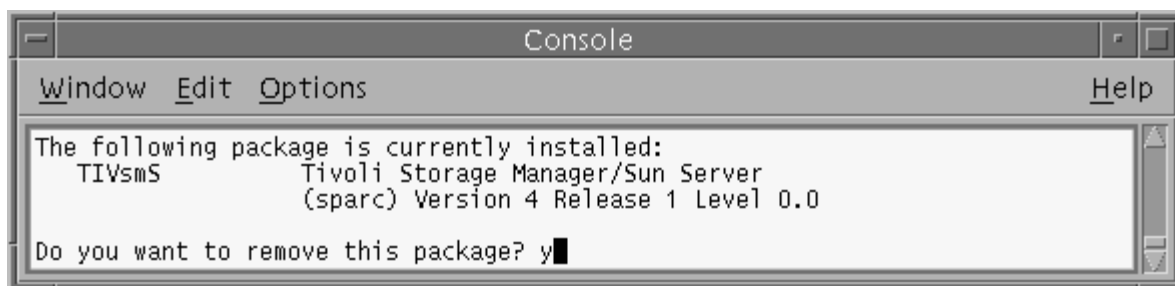 Console
Window Edit Options Help
The following package is currently installed:
TIVsmS Tivoli Storage Manager/Sun Server
(sparc) Version 4 Release 1 Level 0.0
Do you want to remove this package? y